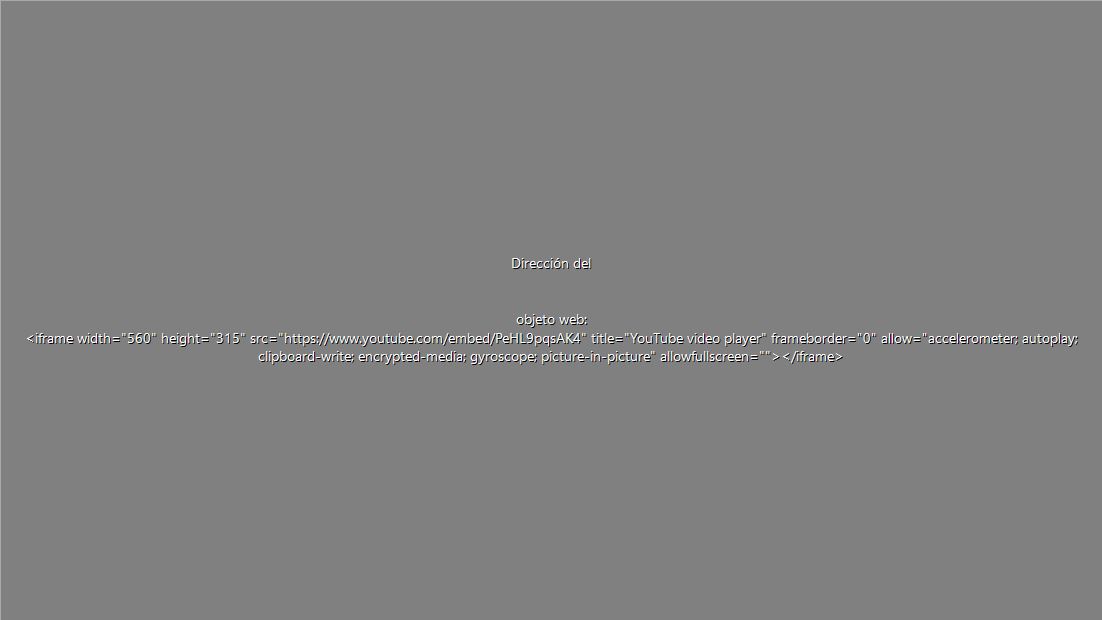 Dirección del
objeto web:
<iframe width="560" height="315" src="https://www.youtube.com/embed/PeHL9pqsAK4" title="YouTube video player" frameborder="0" allow="accelerometer; autoplay;
clipboard-write; encrypted-media; gyroscope; picture-in-picture" allowfullscreen=""></iframe>